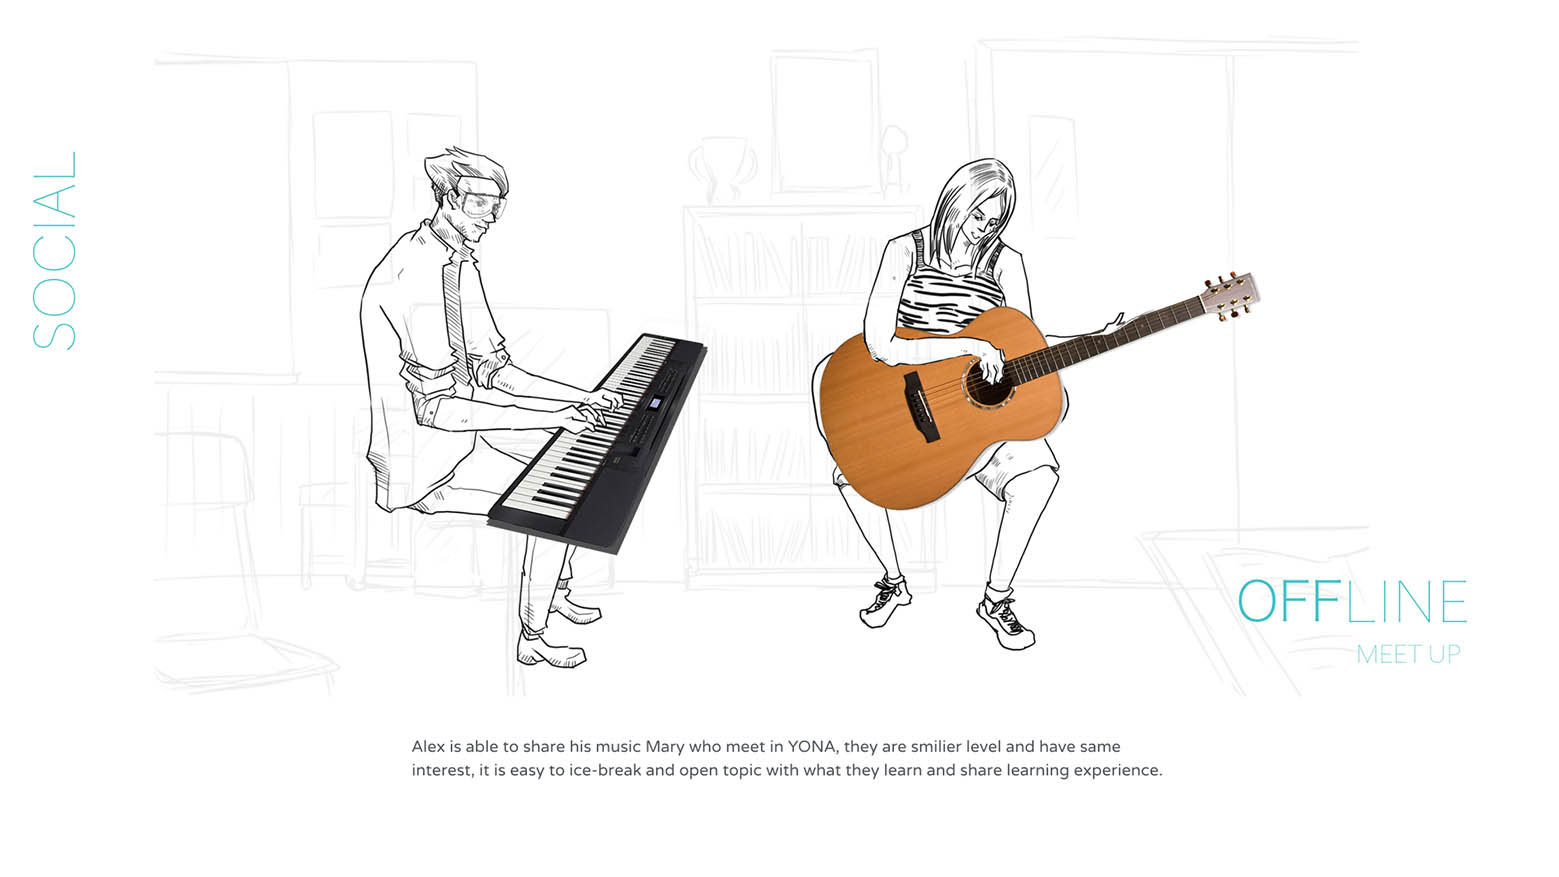 SOCIAL
OFFLINE
MEET UP
Alex is able to share his music Mary who meet in YONA, they are smilier level and have same
interest, it is easy to ice-break and open topic with what they learn and share learning experience.